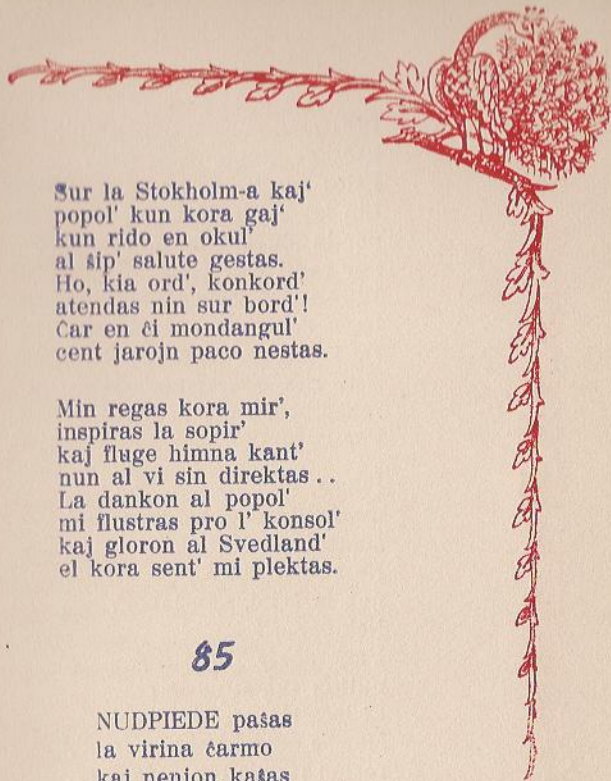 Sur la Stokholm-a kaj‘
popol' kun kora gaj‘
kun rido en okul'
al ŝip' salute gestas.
Ho, kia ord', konkord'
atendas nin sur bord'!
Ĉar en ĉi mondangul'
cent jarojn paco nestas.
Min regas kora mir’,
inspiras la sopir’
kaj fluge himna kant’
nun al vi sin direktas . .
La dankon al popol'
mi flustras pro l’ konsol'
kaj gloron al Svedland'
el kora sent' mi plektas.
85
NUDPIEDE paŝas
la virina ĉarmo
kaj nenion kaŝas